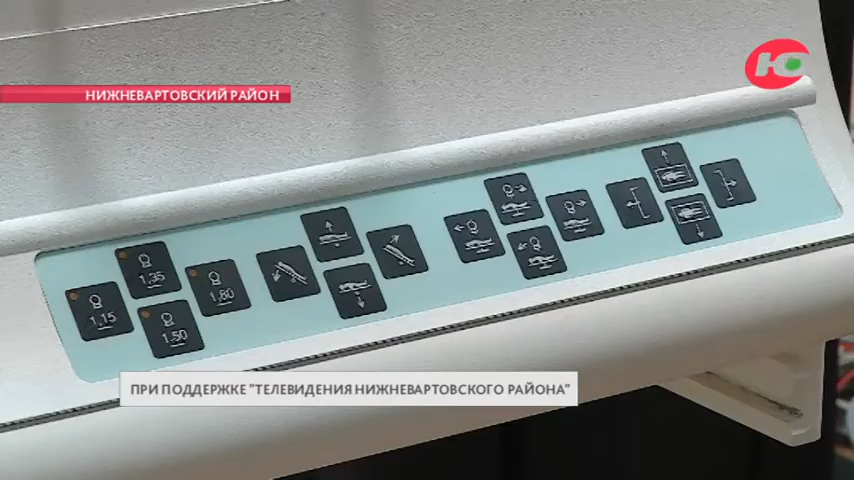 Ю
НИЖНЕВАРТОВСКИЙ РАЙОН
1,15
1,35
1,50
1,80
ПРИ ПОДДЕРЖКЕ "ТЕЛЕВИДЕНИЯ НИЖНЕВАРТОВСКОГО РАЙОНА"